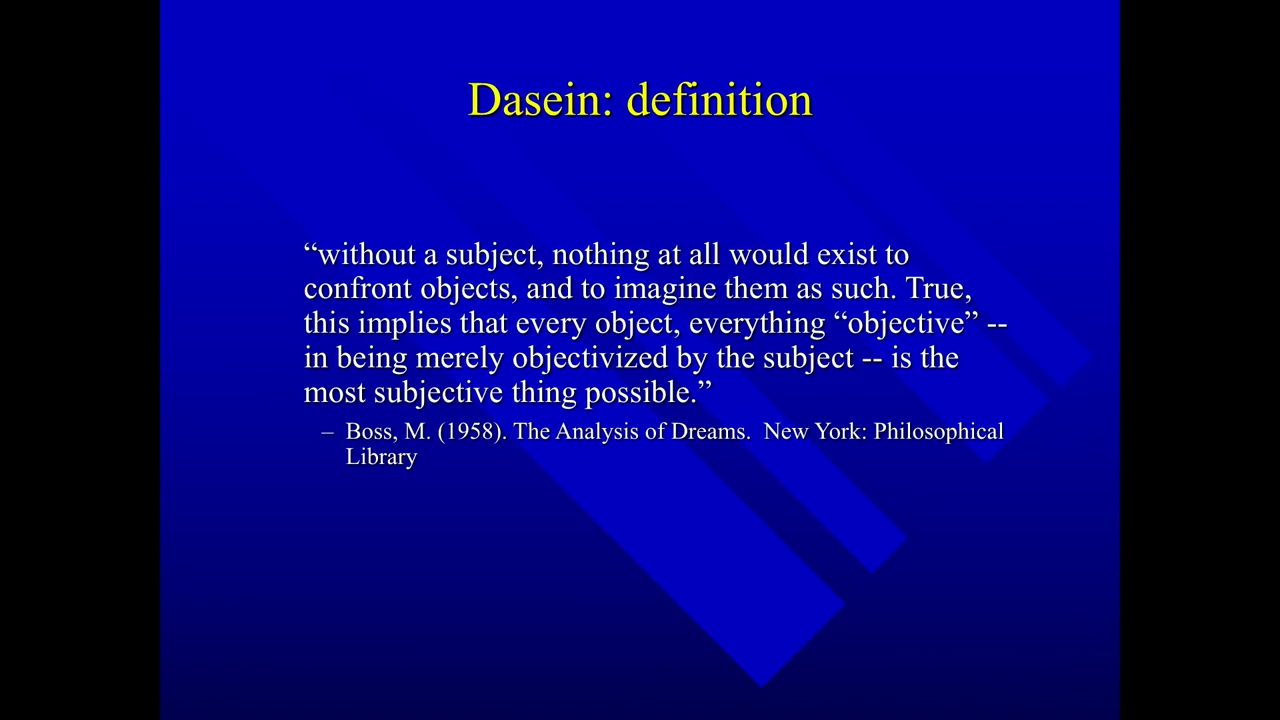 Dasein: definition
“without a subject, nothing at all would exist to
confront objects, and to imagine them as such. True,
this implies that every object, everything “objective” --
in being merely objectivized by the subject -- is the
most subjective thing possible.”
– Boss, M. (1958). The Analysis of Dreams.  New York: Philosophical
Library